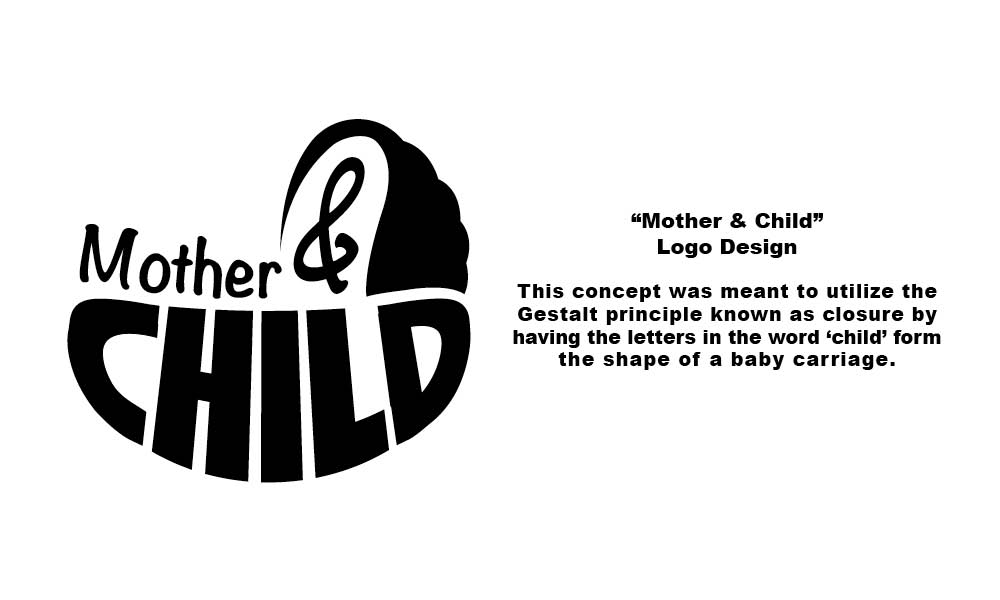 Mother &
CHILD
“Mother & Child”
Logo Design
This concept was meant to utilize the
Gestalt principle known as closure by
having the letters in the word ‘child’ form
the shape of a baby carriage.